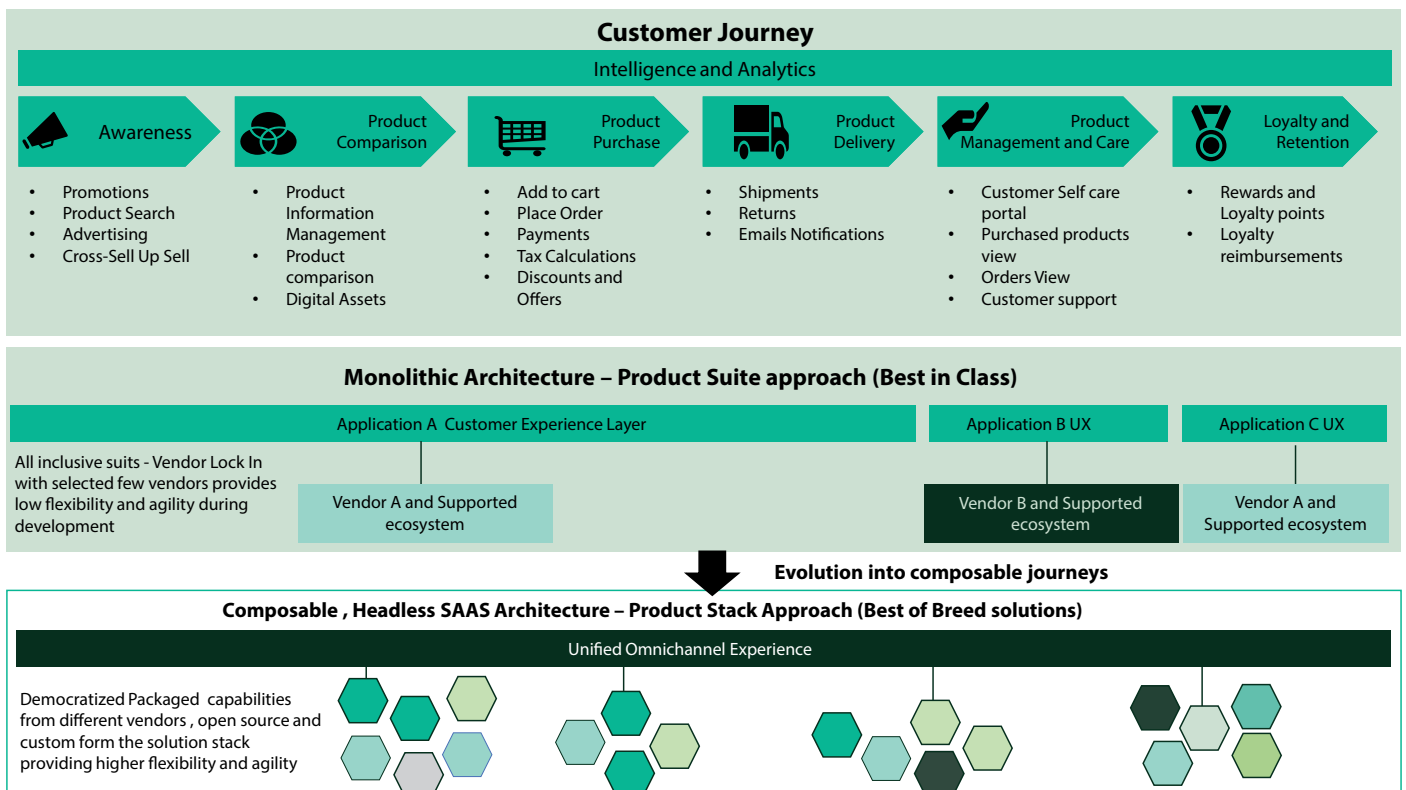 Customer Journey
Intelligence and Analytics
Awareness
Product
Comparison
Product
Purchase
Product
Delivery
Product
Management and Care
Loyalty and
Retention
• Promotions
• Product Search
• Advertising
• Cross-Sell Up Sell
• Product
Information
Management
• Product
comparison
• Digital Assets
• Add to cart
• Place Order
• Payments
• Tax Calculations
• Discounts and
Offers
• Shipments
• Returns
• Emails Notifications
• Customer Self care
portal
• Purchased products
view
• Orders View
• Customer support
• Rewards and
Loyalty points
• Loyalty
reimbursements
Monolithic Architecture – Product Suite approach (Best in Class)
Application A Customer Experience Layer
Application B UX
Application C UX
All inclusive suits - Vendor Lock In
with selected few vendors provides
low flexibility and agility during
development
Vendor A and Supported
ecosystem
Vendor B and Supported
ecosystem
Vendor A and
Supported ecosystem
Evolution into composable journeys
Composable , Headless SAAS Architecture – Product Stack Approach (Best of Breed solutions)
Unified Omnichannel Experience
Democratized Packaged capabilities
from different vendors , open source and
custom form the solution stack
providing higher flexibility and agility